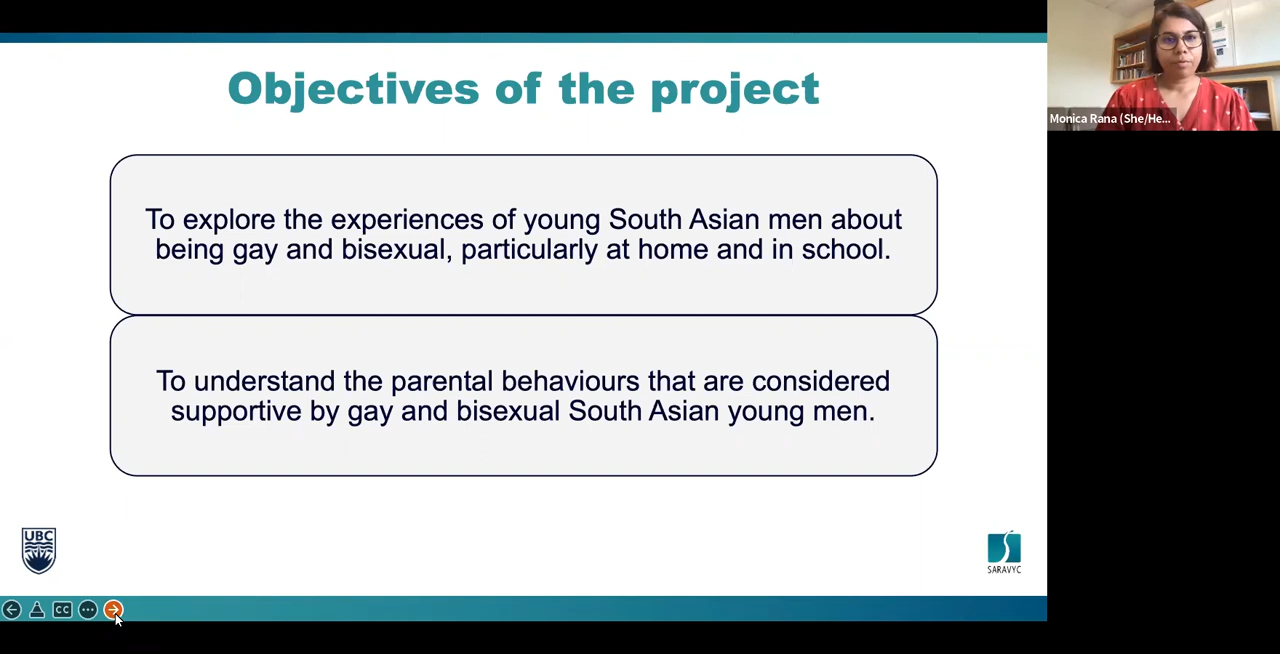 Objectives of the project
Monica Rana (She/He...
To explore the experiences of young South Asian men about
being gay and bisexual, particularly at home and in school.
To understand the parental behaviours that are considered
supportive by gay and bisexual South Asian young men.
UBC
SARAVYC
CC